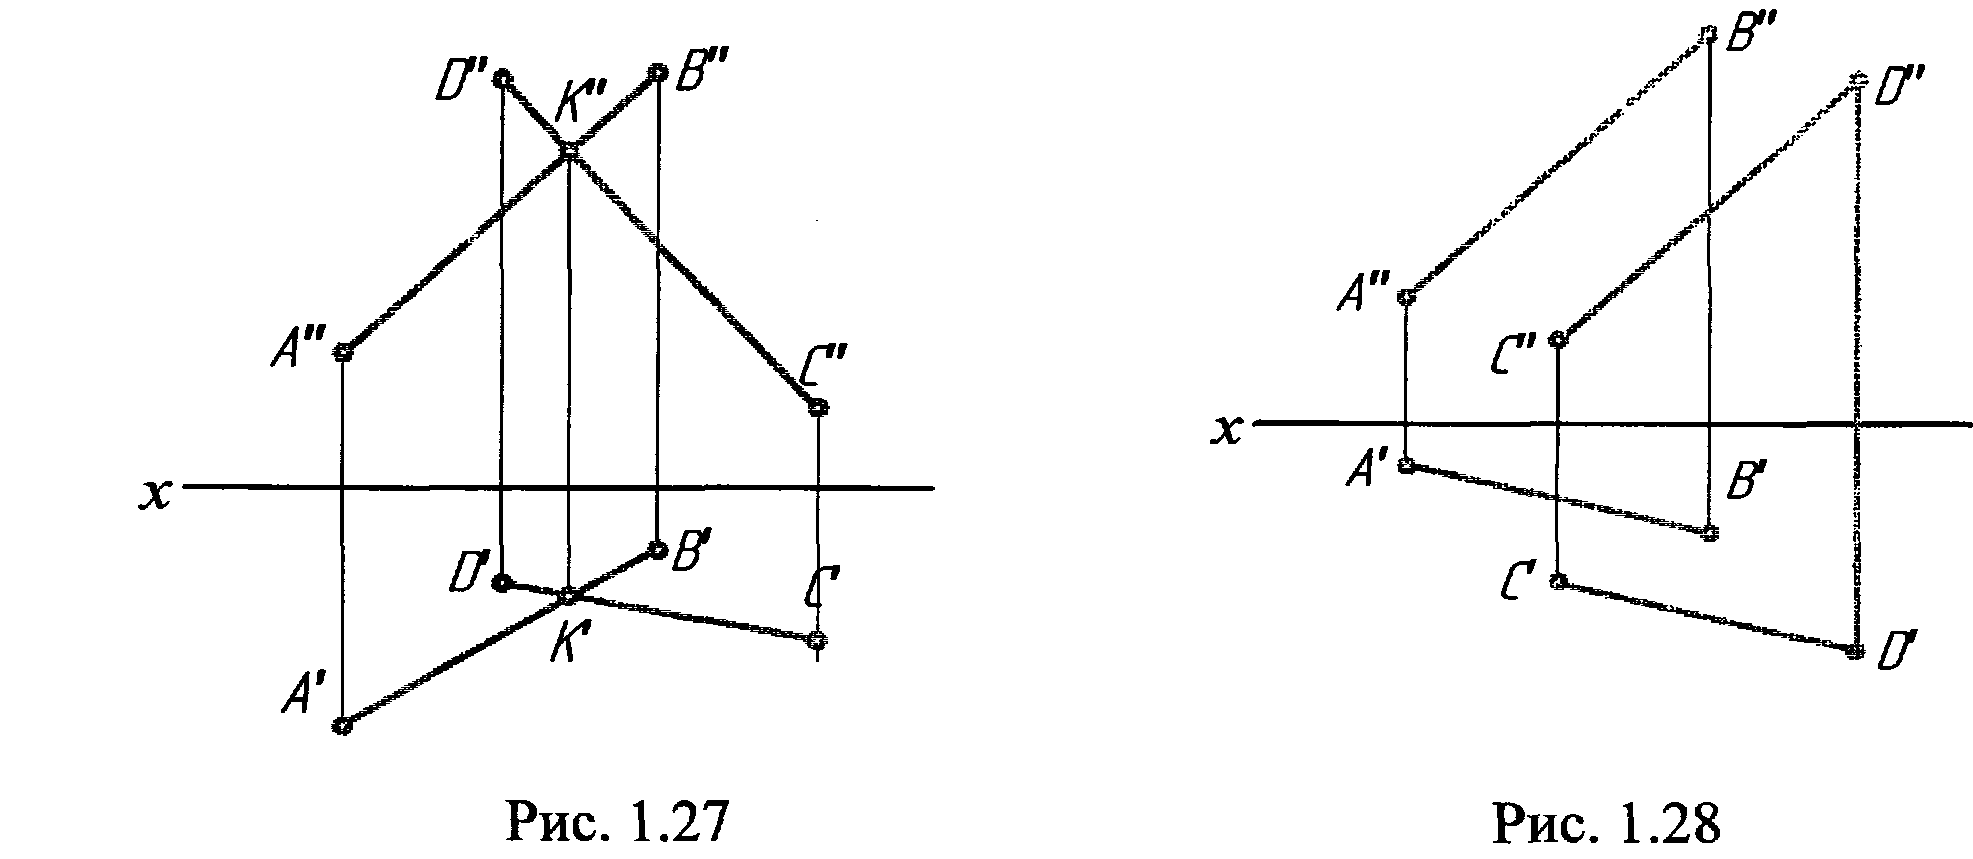 D" K" B"
A"
C"
x
D' B' C'
K'
A'
Рис. 1.27
B"
D"
A"
C"
x
A' B'
C'
D'
Рис. 1.28